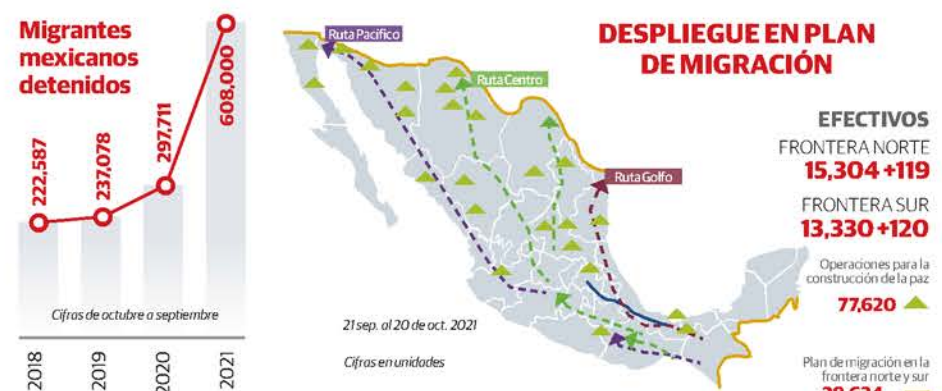 Migrantes
mexicanos
detenidos
222,587
237,078
297,711
608,000
Cifras de octubre a septiembre
2018
2019
2020
2021
Ruta Pacífico
Ruta Centro
Ruta Golfo
21 sep. al 20 de oct. 2021
Cifras en unidades
DESPLIEGUE EN PLAN
DE MIGRACIÓN
EFECTIVOS
FRONTERA NORTE
15,304 +119
FRONTERA SUR
13,330 +120
Operaciones para la
construcción de la paz
77,620
Plan de migración en la
frontera norte y sur